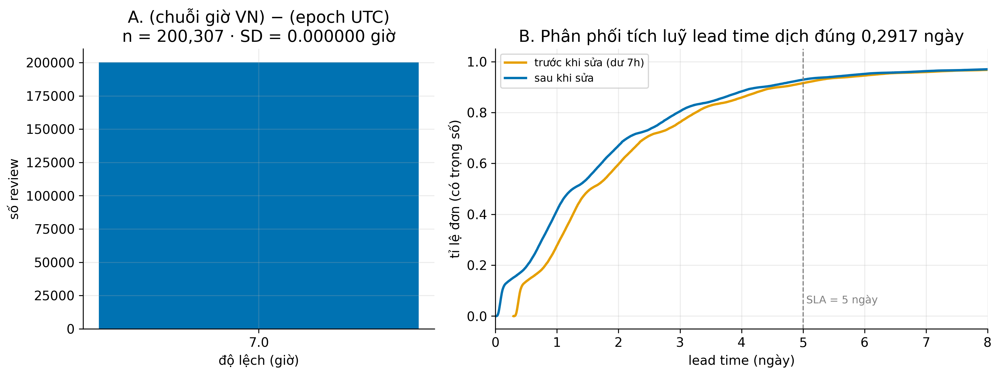 A. (chuỗi giờ VN) − (epoch UTC)
n = 200,307 · SD = 0.000000 giờ
số review
200000
175000
150000
125000
100000
75000
50000
25000
0
7.0
độ lệch (giờ)
B. Phân phối tích luỹ lead time dịch đúng 0,2917 ngày
trước khi sửa (dư 7h)
sau khi sửa
tỉ lệ đơn (có trọng số)
1.0
0.8
0.6
0.4
0.2
0.0
SLA = 5 ngày
0 1 2 3 4 5 6 7 8
lead time (ngày)